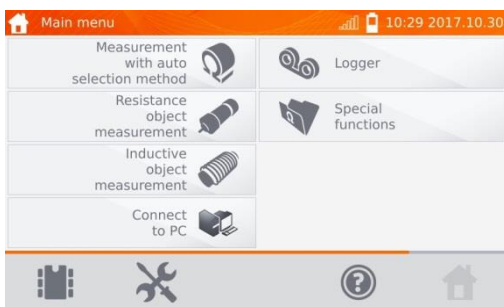 Main menu
10:29 2017.10.30
Measurement
with auto
selection method
Resistance
object
measurement
Inductive
object
measurement
Connect
to PC
Logger
Special
functions